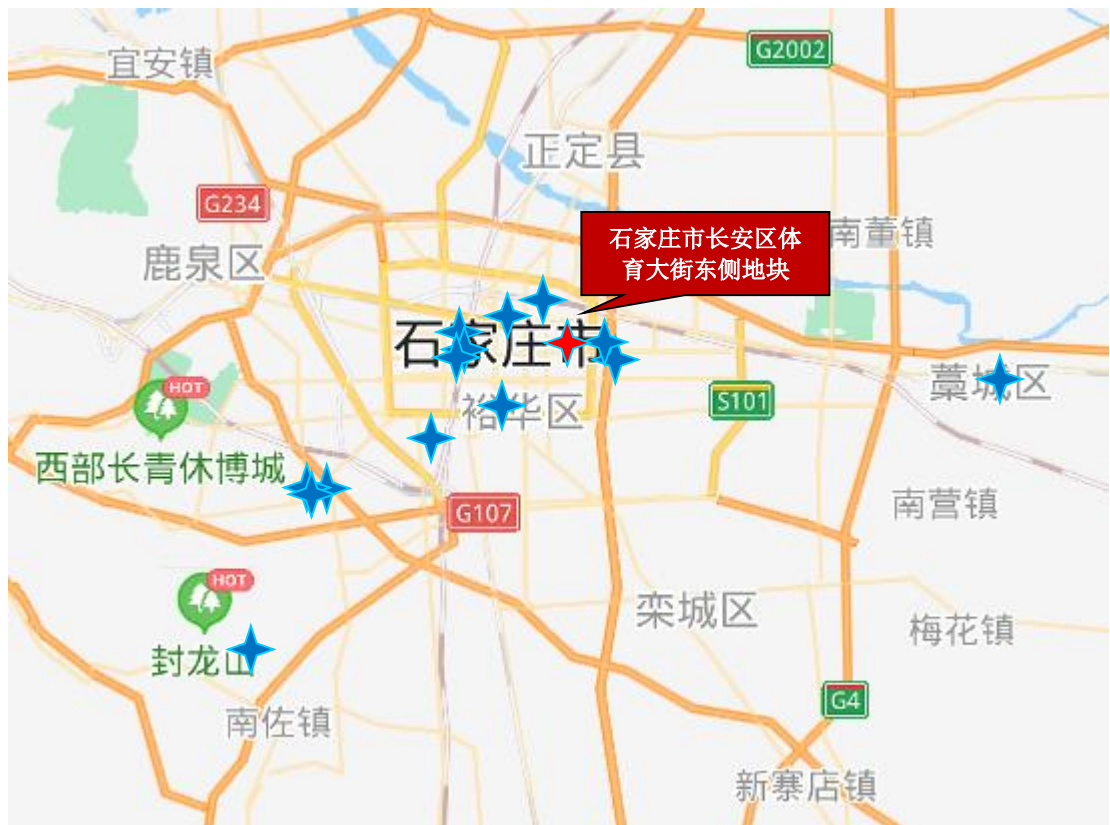 宜安镇
G2002
正定县
G234
石家庄市长安区体
育大街东侧地块
南董镇
鹿泉区
石家庄市
HOT
藁城区
S101
裕华区
西部长青休博城
南营镇
G107
HOT
栾城区
梅花镇
封龙山
G4
南佐镇
新寨店镇